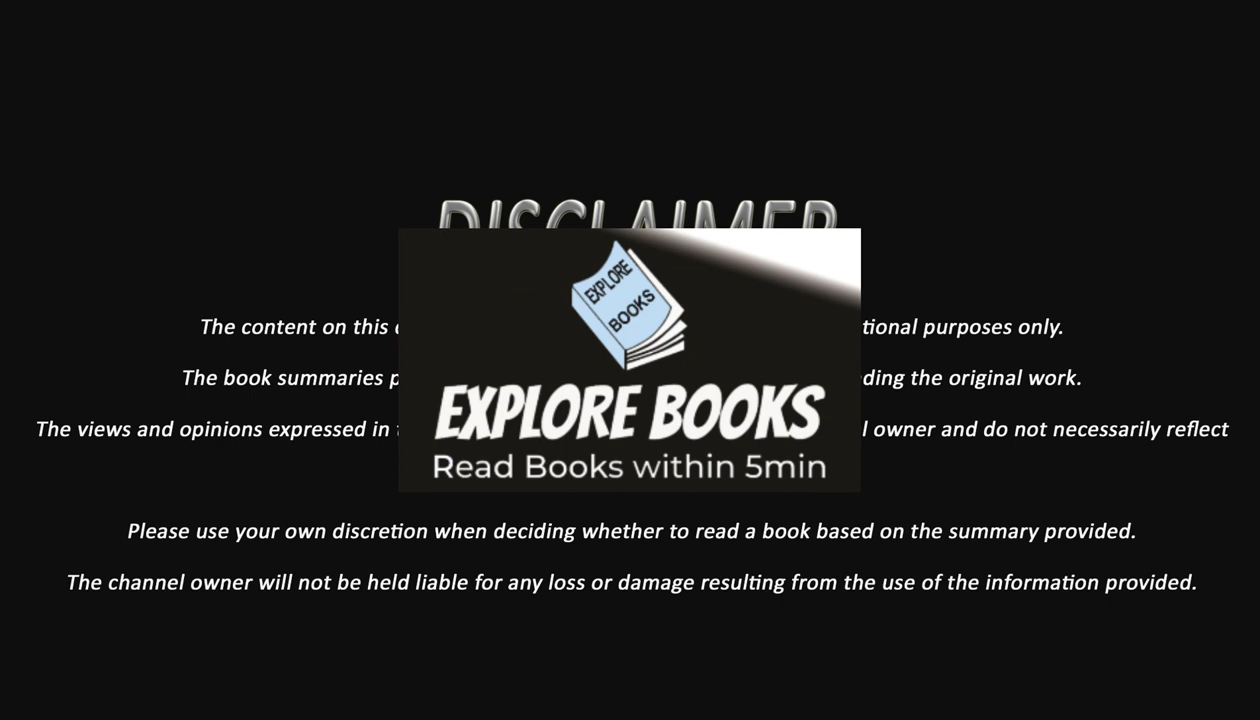 DISCLAIMER
EXPLORE
BOOKS
The content on this tional purposes only.
The book summaries ding the original work.
EXPLORE BOOKS
The views and opinions expressed in l owner and do not necessarily reflect
Read Books within 5min
Please use your own discretion when deciding whether to read a book based on the summary provided.
The channel owner will not be held liable for any loss or damage resulting from the use of the information provided.